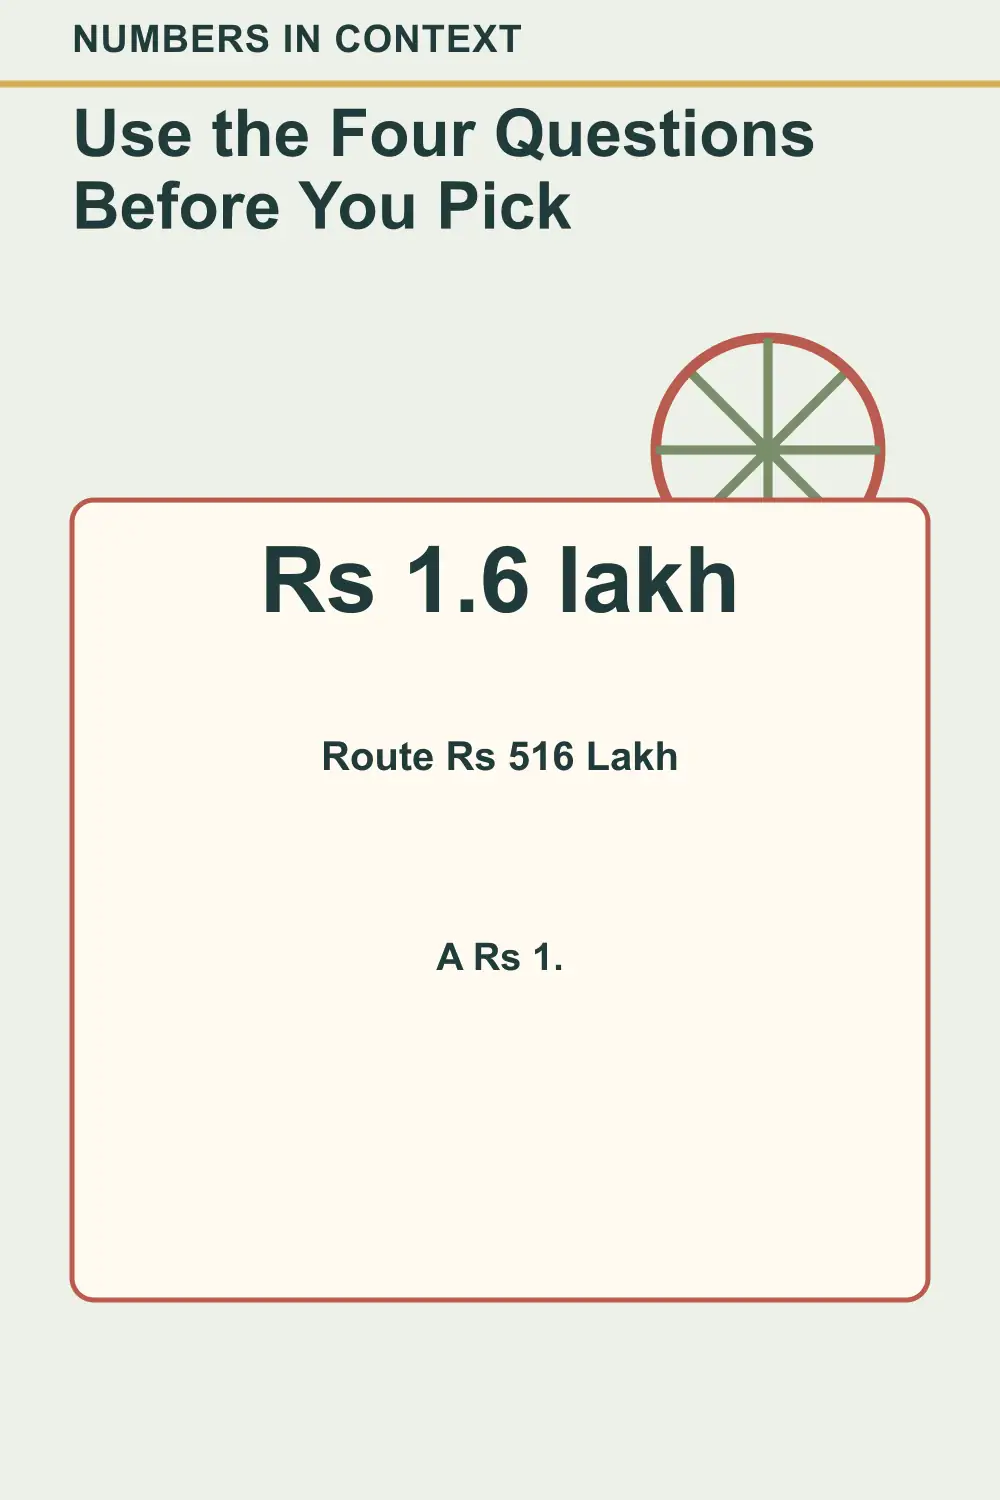 NUMBERS IN CONTEXT
Use the Four Questions
Before You Pick
Rs 1.6 lakh
Route Rs 516 Lakh
A Rs 1.